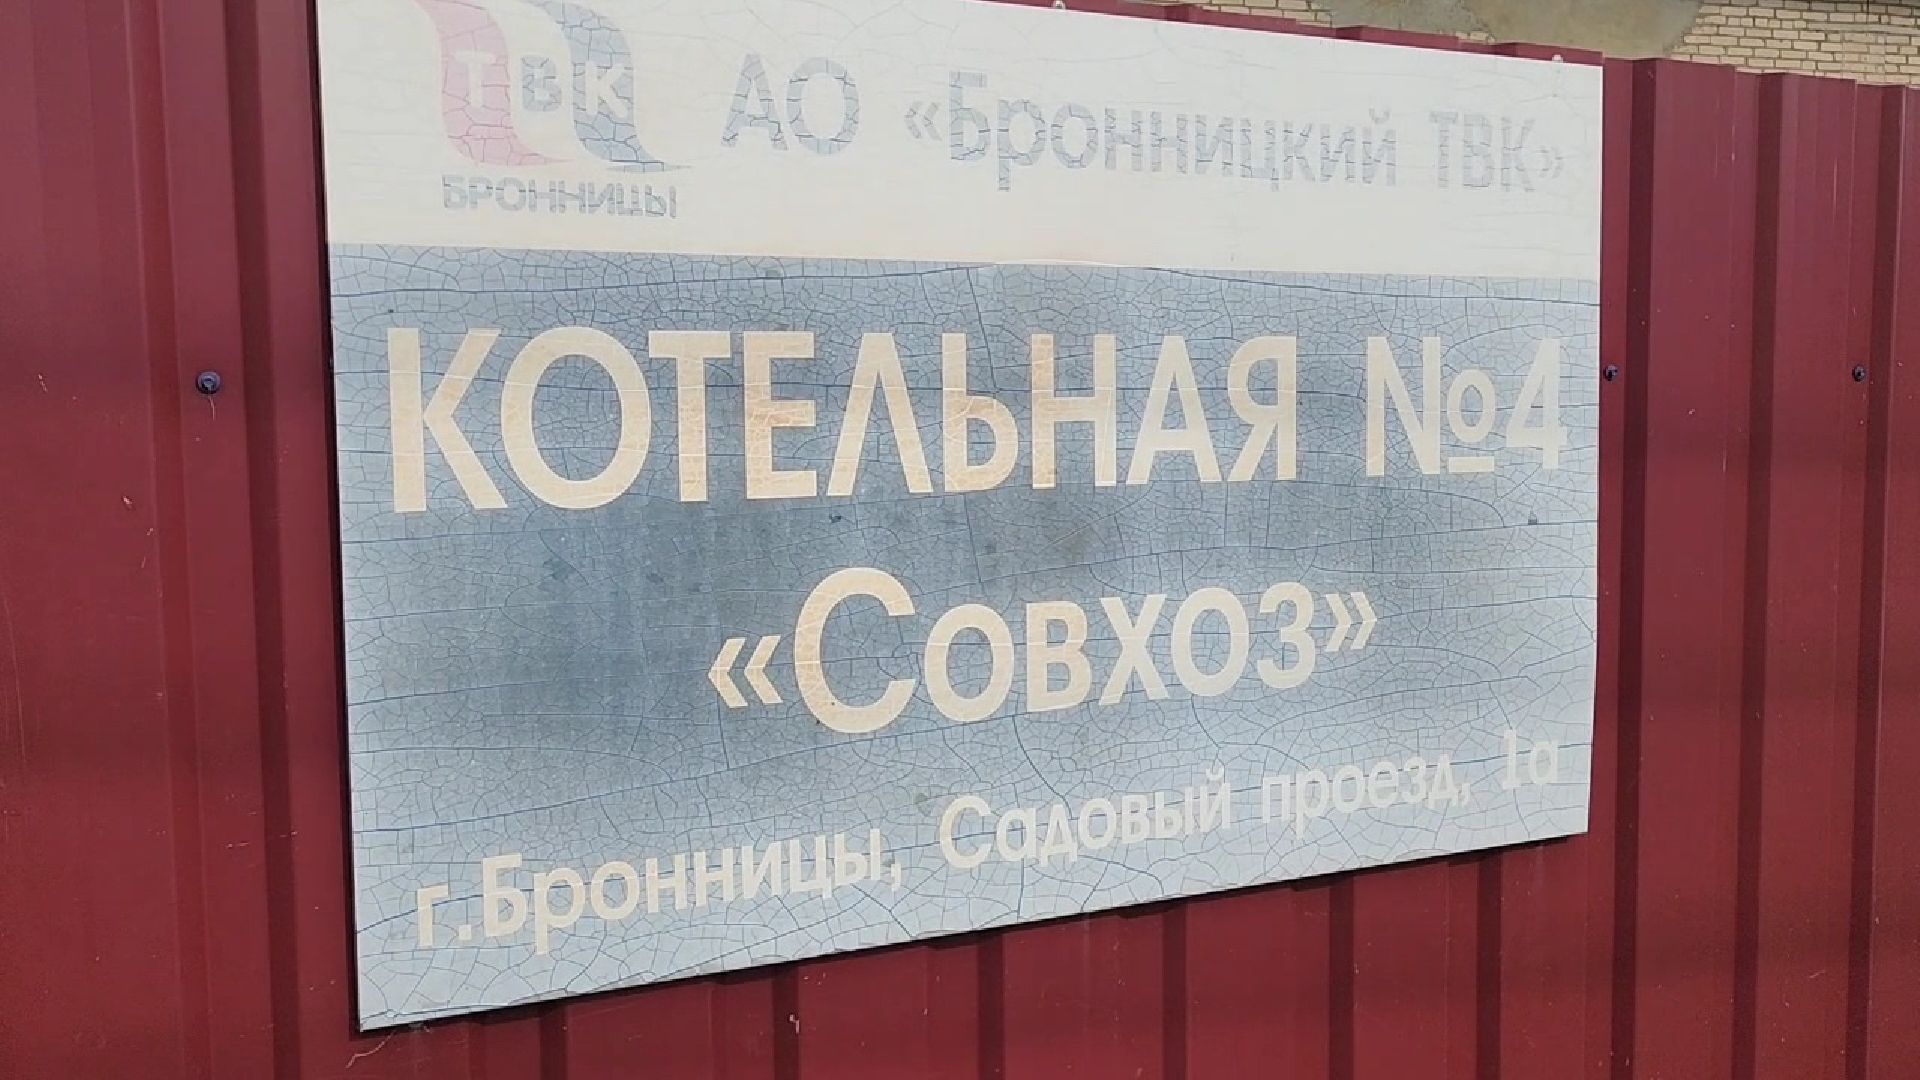 ТВК
БРОННИЦЫ
АО «Бронницкий ТВК»
КОТЕЛЬНАЯ №4
«Совхоз»
г.Бронницы, Садовый проезд, 1а